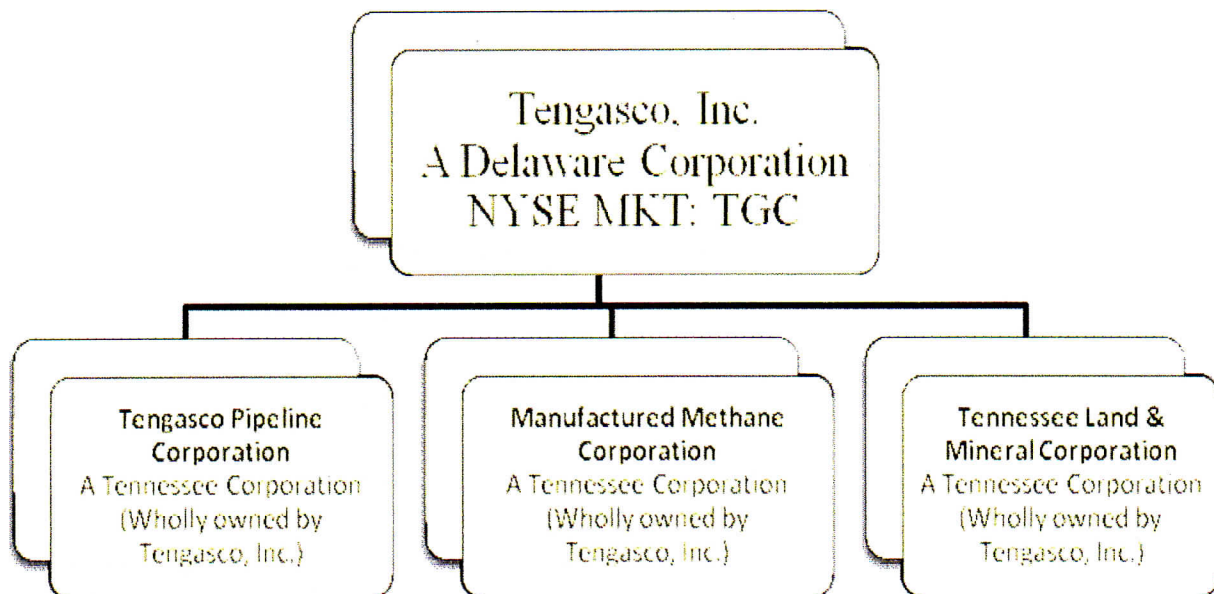 Tengasco, Inc.
A Delaware Corporation
NYSE MKT: TGC
Tengasco Pipeline
Corporation
A Tennessee Corporation
(Wholly owned by
Tengasco, Inc.)
Manufactured Methane
Corporation
A Tennessee Corporation
(Wholly owned by
Tengasco, Inc.)
Tennessee Land &
Mineral Corporation
A Tennessee Corporation
(Wholly owned by
Tengasco, Inc.)